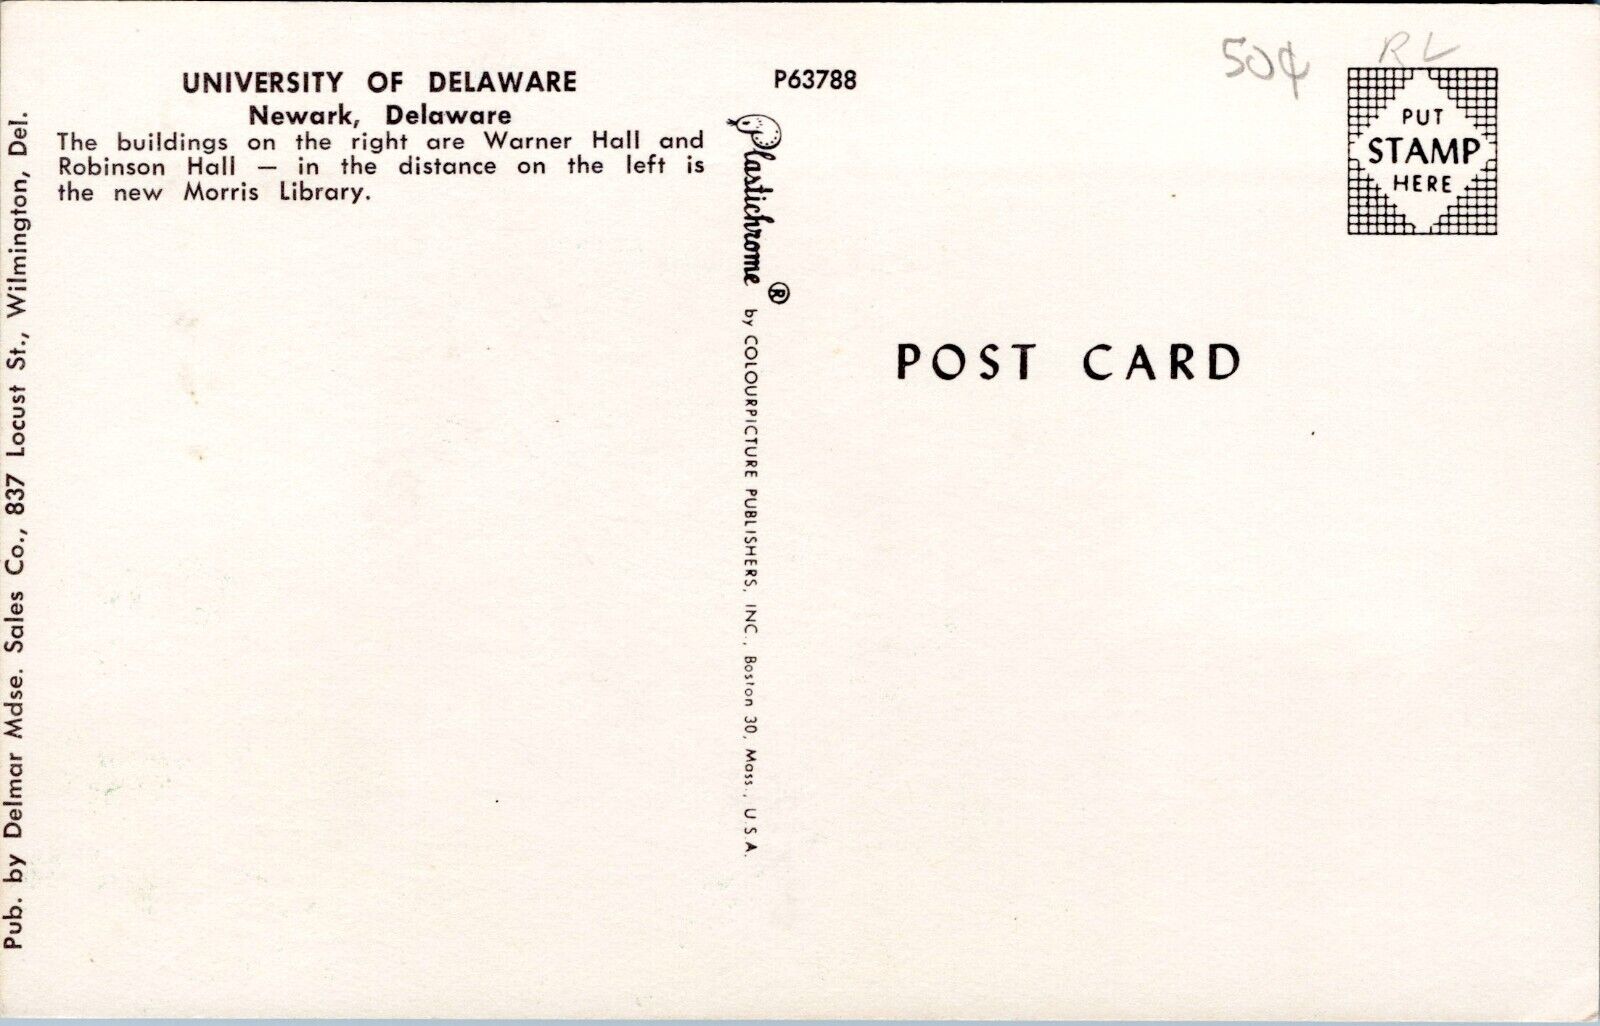 UNIVERSITY OF DELAWARE
Newark, Delaware
The buildings on the right are Warner Hall and
Robinson Hall — in the distance on the left is
the new Morris Library.
Pub. by Delmar Mdse. Sales Co., 837 Locust St., Wilmington, Del.
P63788
Plastichrome ® by COLOURPICTURE PUBLISHERS, INC., Boston 30, Mass., U.S.A.
50¢
RL
PUT
STAMP
HERE
POST CARD